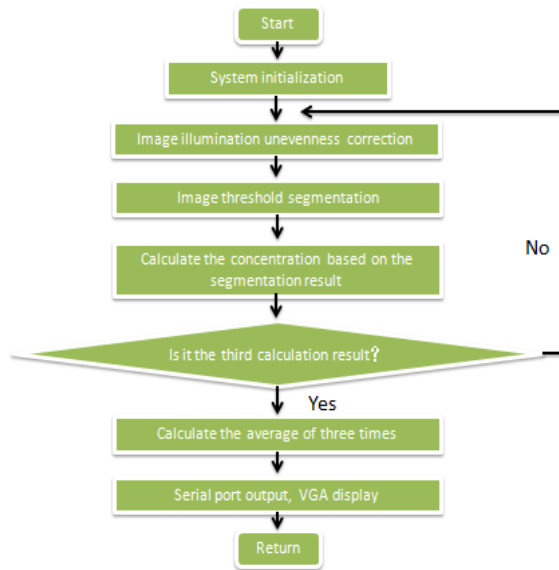 Start
System initialization
Image illumination unevenness correction
Image threshold segmentation
Calculate the concentration based on the
segmentation result
No
Is it the third calculation result?
Yes
Calculate the average of three times
Serial port output, VGA display
Return